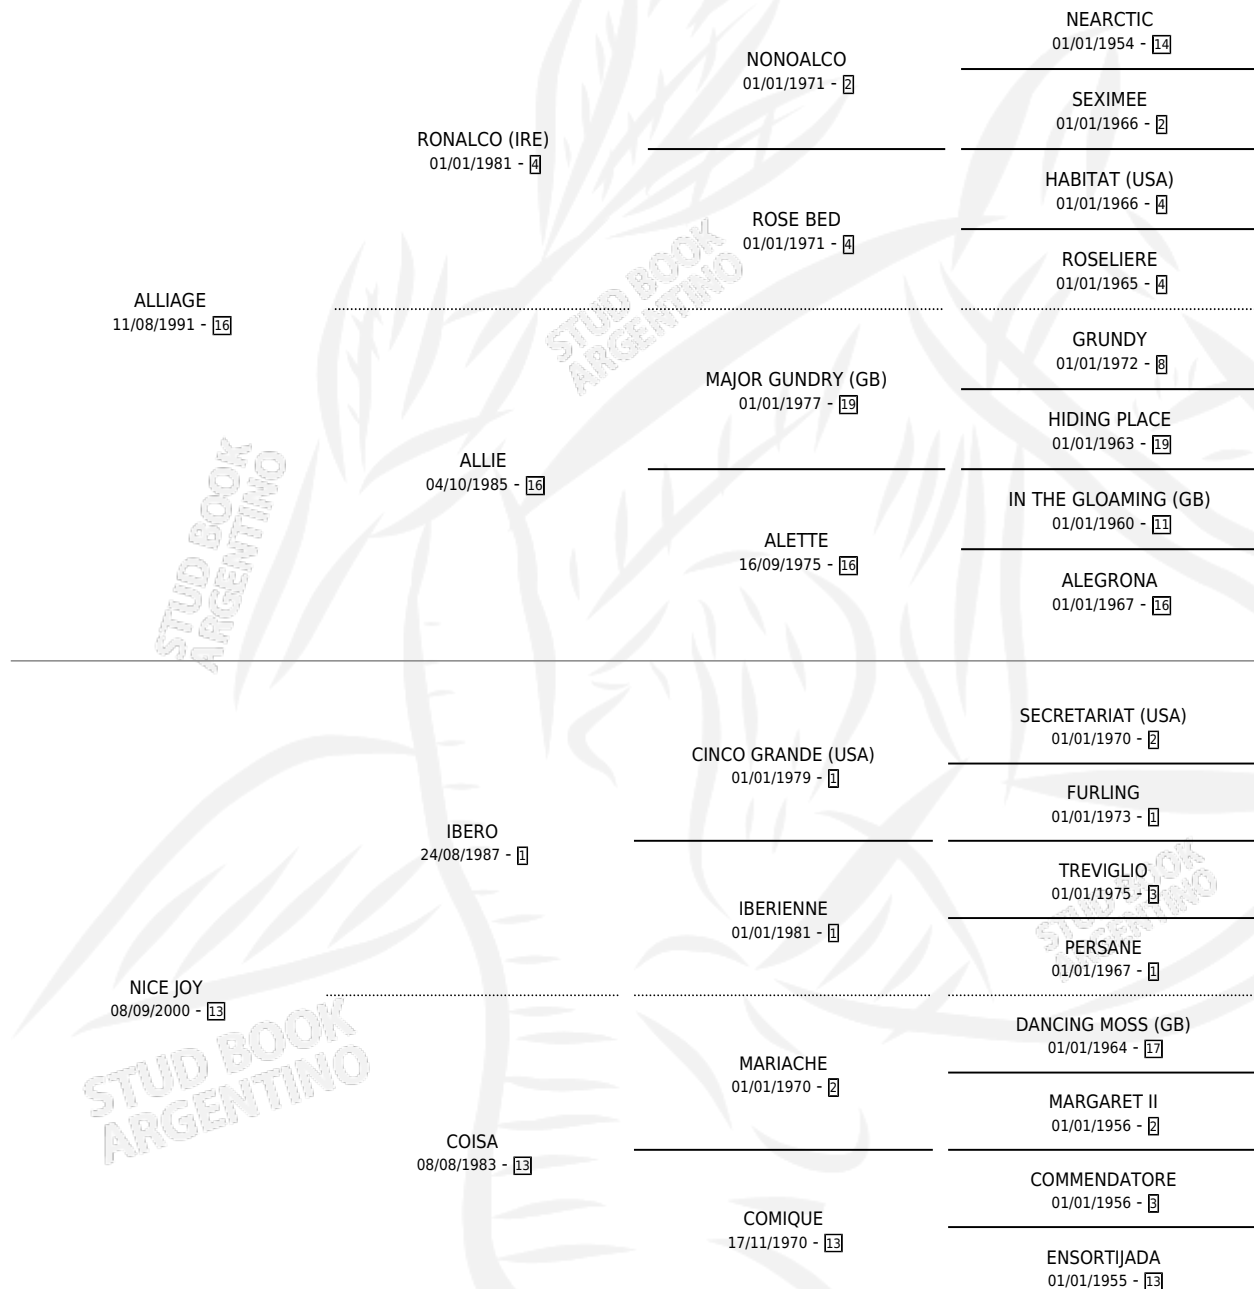 NEARCTIC
01/01/1954 - 14
NONOALCO
01/01/1971 - 2
SEXIMEE
01/01/1966 - 2
RONALCO (IRE)
01/01/1981 - 4
HABITAT (USA)
01/01/1966 - 4
ROSE BED
01/01/1971 - 4
ROSELIERE
01/01/1965 - 4
STUD BOOK
ARGENTINO
ALLIAGE
11/08/1991 - 16
GRUNDY
01/01/1972 - 8
MAJOR GUNDRY (GB)
01/01/1977 - 19
HIDING PLACE
01/01/1963 - 19
ALLIE
04/10/1985 - 16
IN THE GLOAMING (GB)
01/01/1960 - 11
ALETTE
16/09/1975 - 16
ALEGRONA
01/01/1967 - 16
STUD BOOK
ARGENTINO
SECRETARIAT (USA)
01/01/1970 - 2
CINCO GRANDE (USA)
01/01/1979 - 1
FURLING
01/01/1973 - 1
IBERO
24/08/1987 - 1
TREVIGLIO
01/01/1975 - 3
IBERIENNE
01/01/1981 - 1
PERSANE
01/01/1967 - 1
STUD BOOK
ARGENTINO
NICE JOY
08/09/2000 - 13
DANCING MOSS (GB)
01/01/1964 - 17
MARIACHE
01/01/1970 - 2
MARGARET II
01/01/1956 - 2
STUD BOOK
ARGENTINO
COISA
08/08/1983 - 13
COMMENDATORE
01/01/1956 - 3
COMIQUE
17/11/1970 - 13
ENSORTIJADA
01/01/1955 - 13